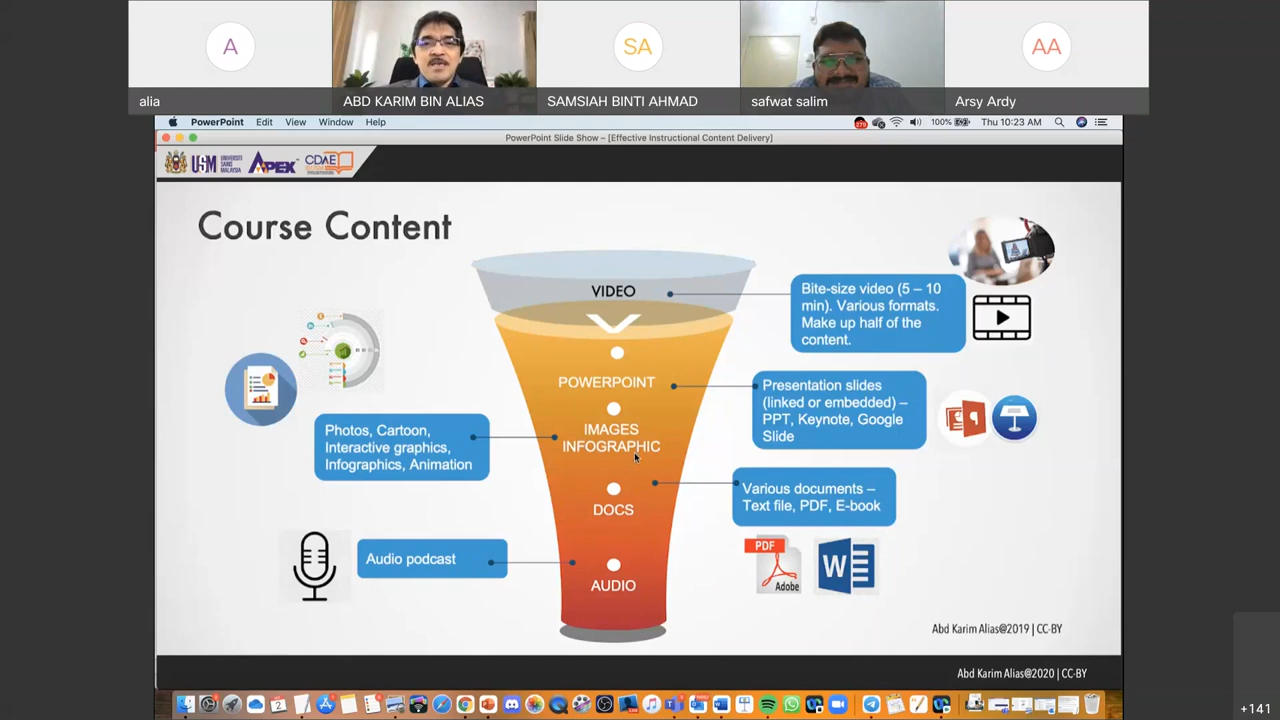 A
SA
AA
alia
ABD KARIM BIN ALIAS
SAMSIAH BINTI AHMAD
safwat salim
Arsy Ardy
PowerPoint Edit View Window Help
100%
Thu 10:23 AM
PowerPoint Slide Show – [Effective Instructional Content Delivery]
USM UNIVERSITI SAINS MALAYSIA
APEX™
CDAE
Course Content
VIDEO
Bite-size video (5 – 10
min). Various formats.
Make up half of the
content.
POWERPOINT
Presentation slides
(linked or embedded) –
PPT, Keynote, Google
Slide
Photos, Cartoon,
Interactive graphics,
Infographics, Animation
IMAGES
INFOGRAPHIC
DOCS
Various documents –
Text file, PDF, E-book
PDF
Adobe
W
Audio podcast
AUDIO
Abd Karim Alias@2019 | CC-BY
Abd Karim Alias@2020 | CC-BY
+141